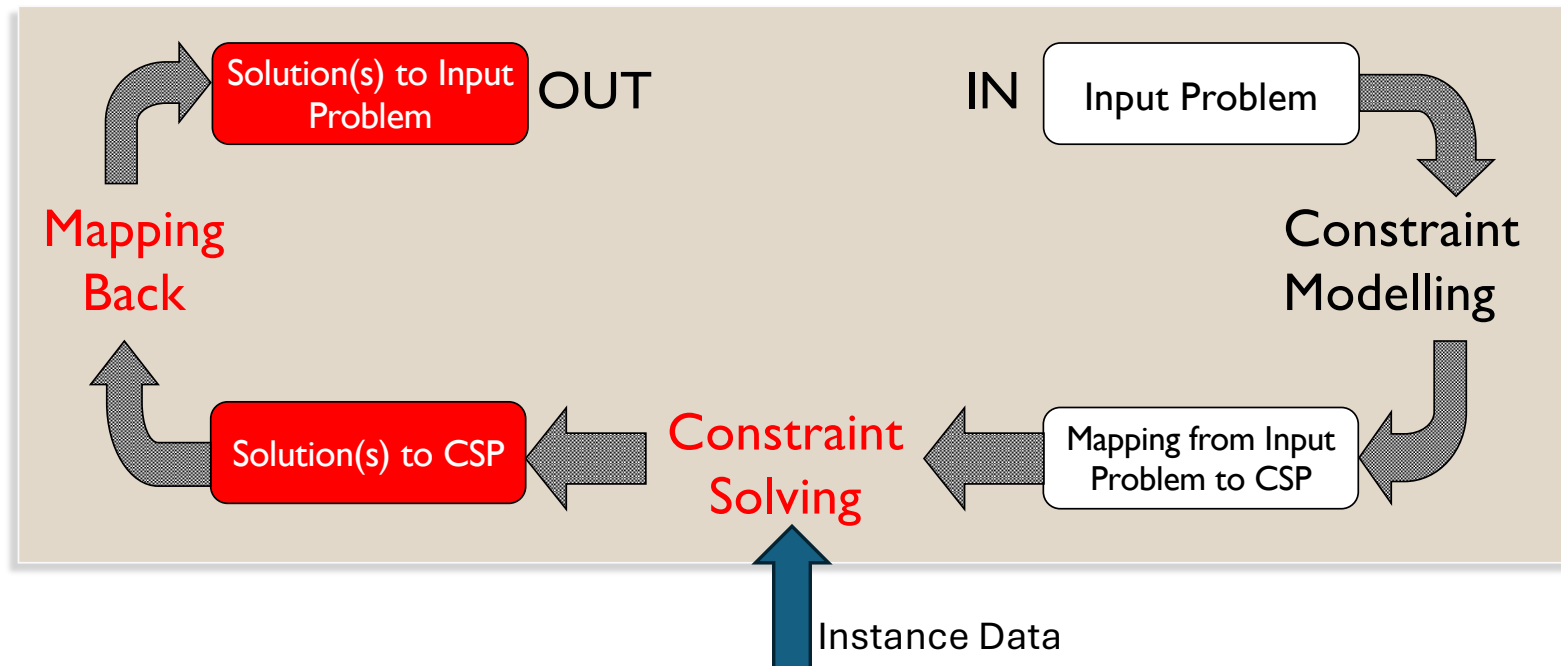 Solution(s) to Input
Problem
OUT
IN
Input Problem
Mapping
Back
Constraint
Modelling
Solution(s) to CSP
Constraint
Solving
Mapping from Input
Problem to CSP
Instance Data